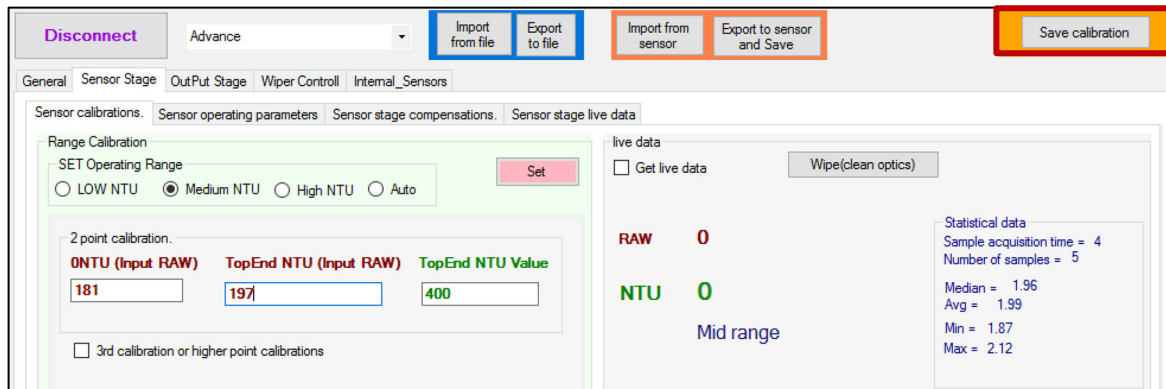 Disconnect
Advance
Import from file
Export to file
Import from sensor
Export to sensor and Save
Save calibration
General
Sensor Stage
OutPut Stage
Wiper Controll
Internal_Sensors
Sensor calibrations.
Sensor operating parameters
Sensor stage compensations.
Sensor stage live data
Range Calibration
SET Operating Range
LOW NTU
Medium NTU
High NTU
Auto
Set
2 point calibration.
0NTU (Input RAW)
TopEnd NTU (Input RAW)
TopEnd NTU Value
181
197
400
3rd calibration or higher point calibrations
live data
Get live data
Wipe(clean optics)
RAW 0
NTU 0
Mid range
Statistical data
Sample acquisition time = 4
Number of samples = 5
Median = 1.96
Avg = 1.99
Min = 1.87
Max = 2.12